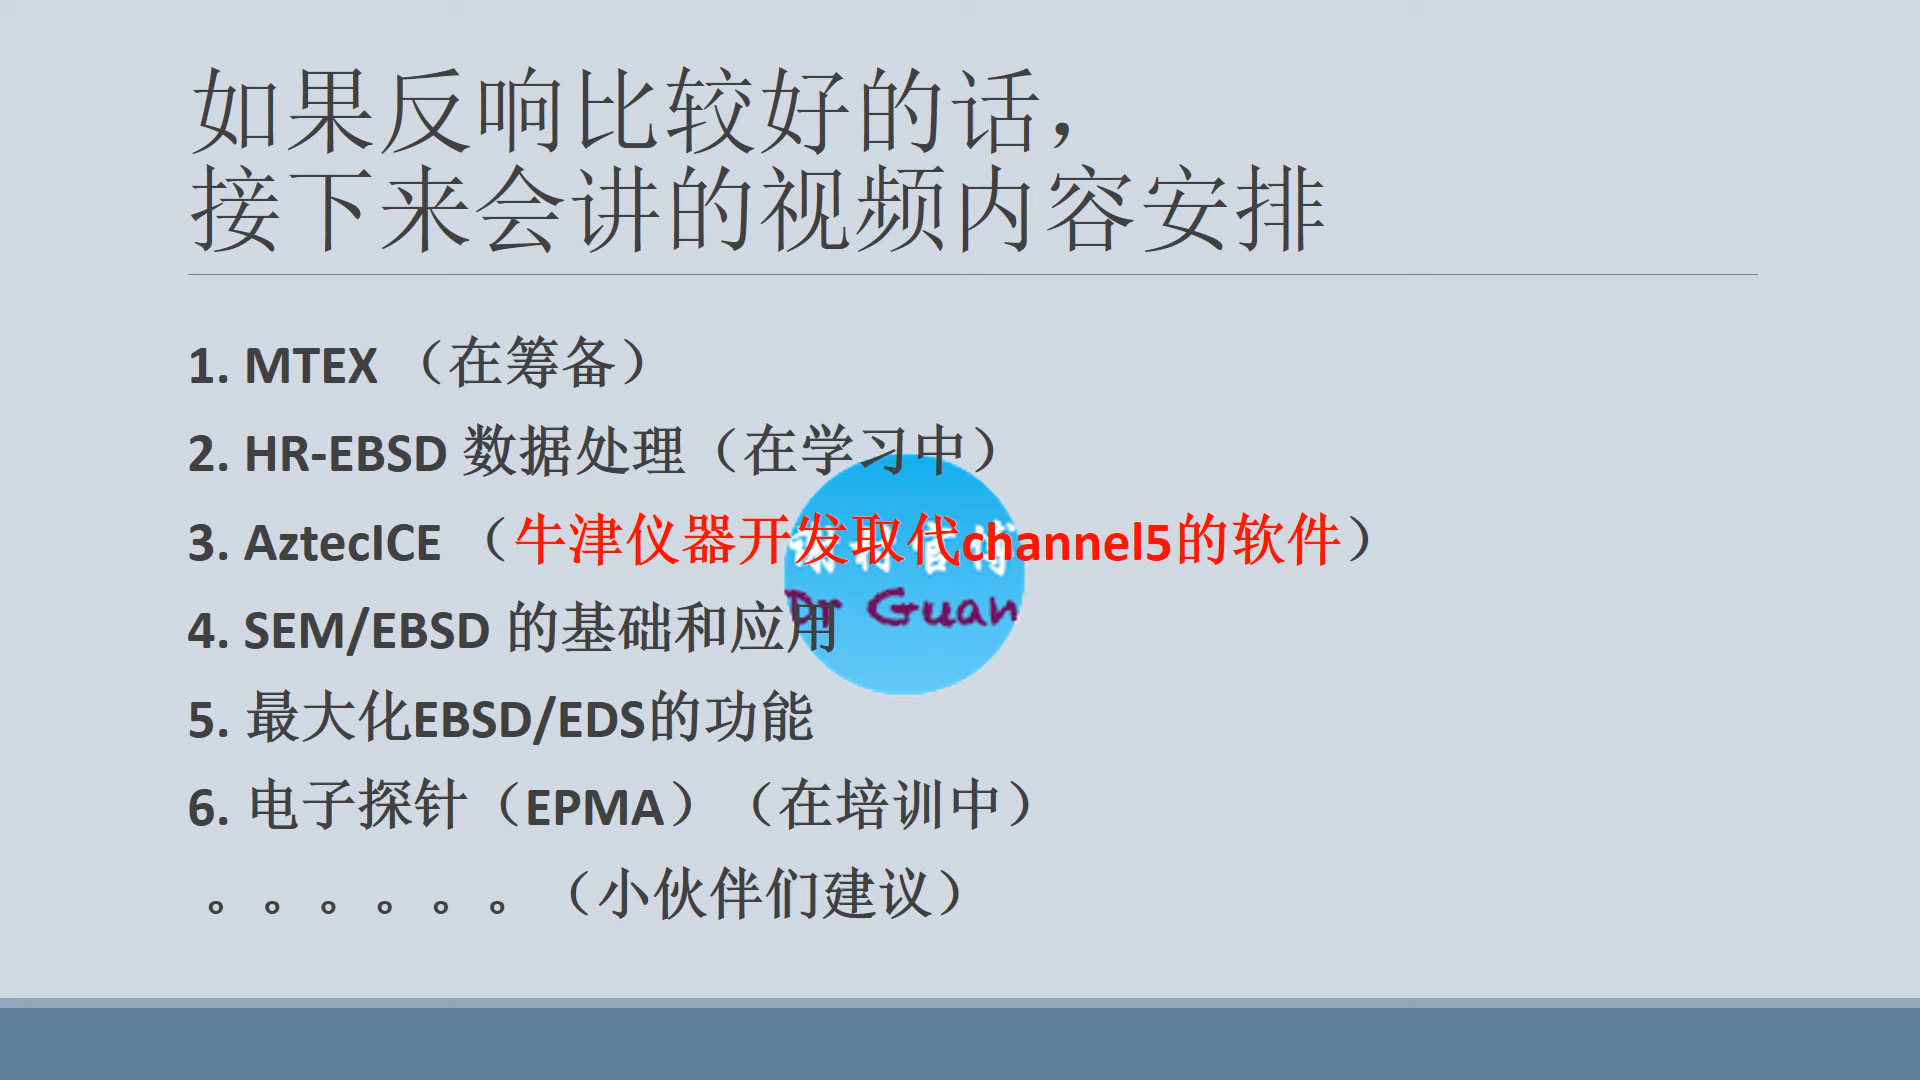 如果反响比较好的话，
接下来会讲的视频内容安排
1. MTEX （在筹备）
2. HR-EBSD 数据处理（在学习中）
3. AztecICE （牛津仪器开发取代channel5的软件）
4. SEM/EBSD 的基础和应用
5. 最大化EBSD/EDS的功能
6. 电子探针（EPMA）（在培训中）
。。。。。。（小伙伴们建议）
Dr Guan